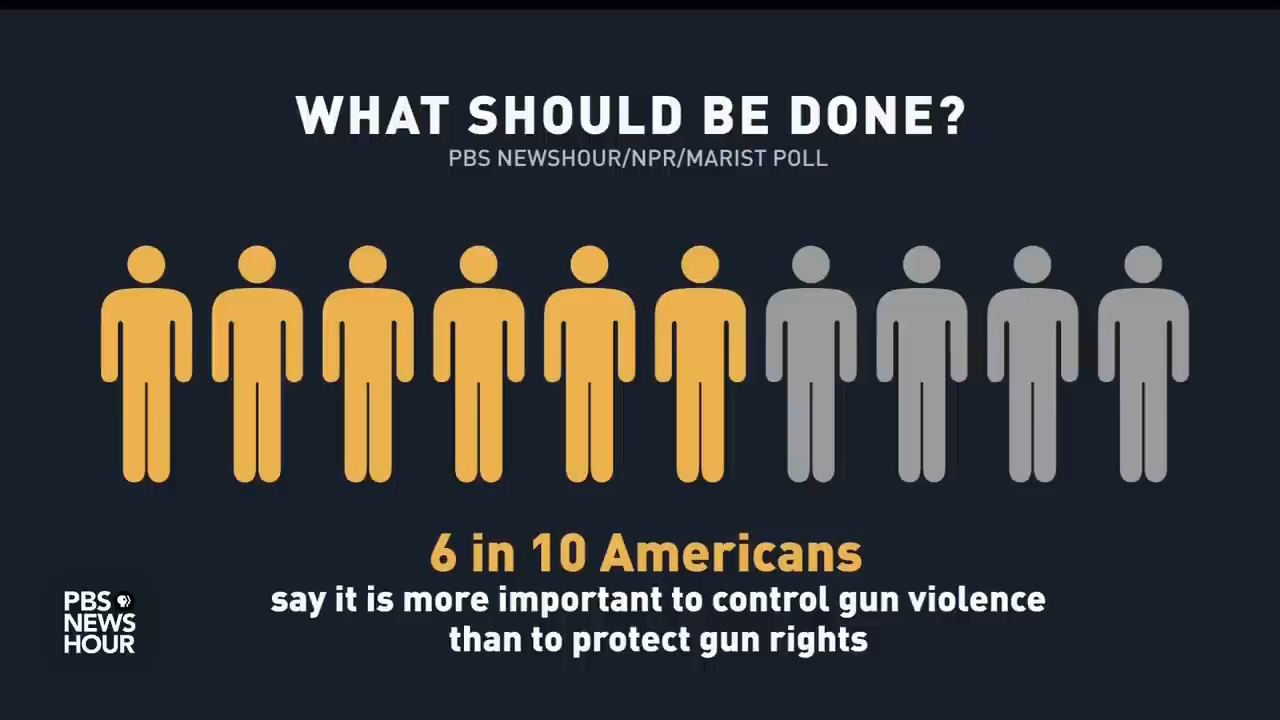 WHAT SHOULD BE DONE?
PBS NEWSHOUR/NPR/MARIST POLL
6 in 10 Americans
say it is more important to control gun violence
than to protect gun rights
PBS
NEWS
HOUR